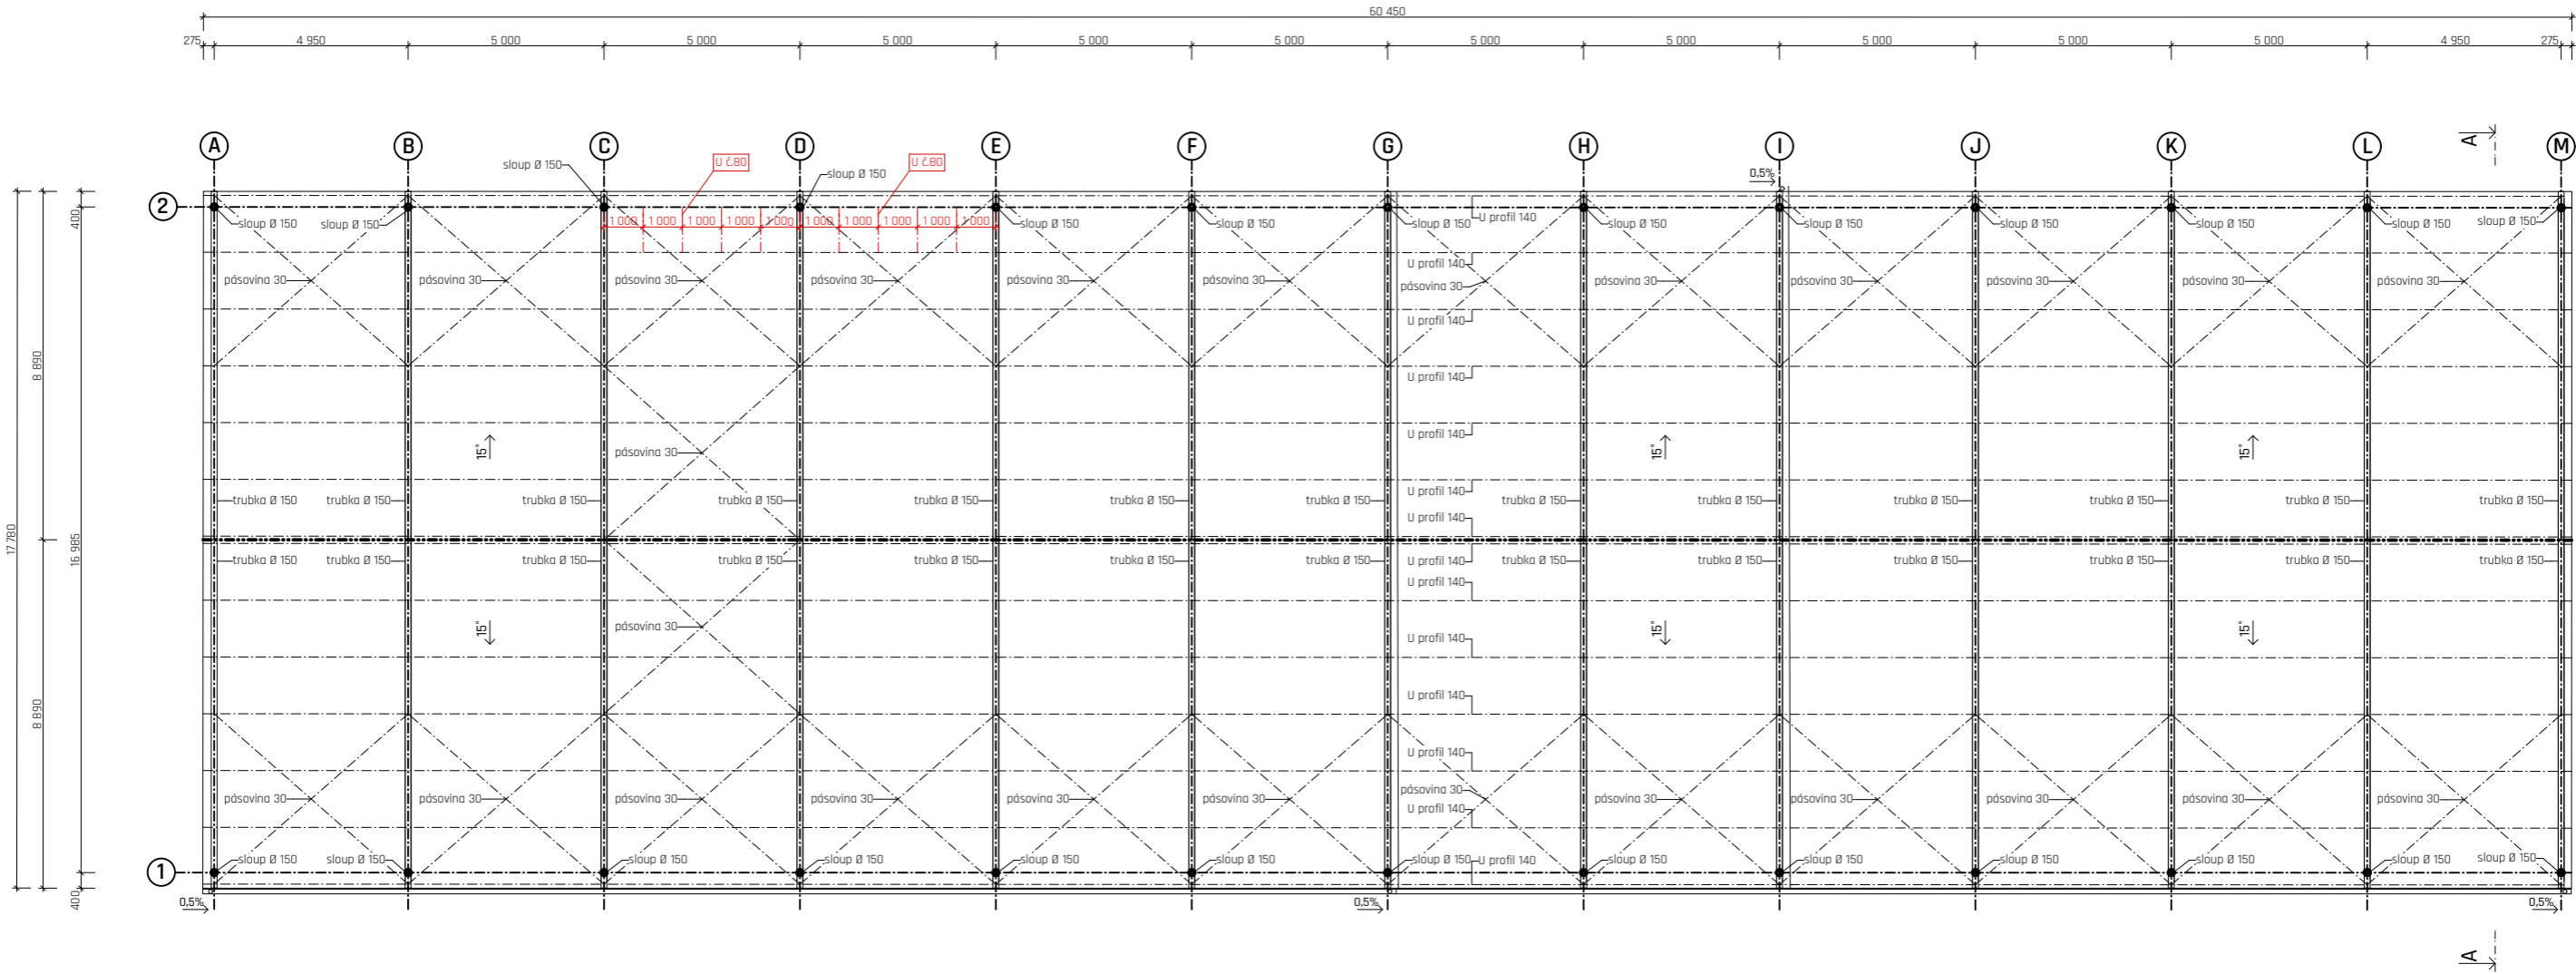 60 450
275 4 950 5 000 5 000 5 000 5 000 5 000 5 000 5 000 5 000 5 000 5 000 4 950 275
A B C D E F G H I J K L M
A
sloup Ø 150 U č.80 sloup Ø 150 U č.80 0,5%
2
400
1 000 1 000 1 000 1 000 1 000 1 000 1 000 1 000 1 000 1 000
U profil 140
sloup Ø 150 sloup Ø 150 sloup Ø 150 sloup Ø 150 sloup Ø 150 sloup Ø 150 sloup Ø 150 sloup Ø 150 sloup Ø 150 sloup Ø 150 sloup Ø 150
U profil 140
pásovina 30 pásovina 30 pásovina 30 pásovina 30 pásovina 30 pásovina 30 pásovina 30 pásovina 30 pásovina 30 pásovina 30 pásovina 30 pásovina 30
U profil 140
8 890
U profil 140
U profil 140
15° 15° 15°
pásovina 30
U profil 140
trubka Ø 150 trubka Ø 150 trubka Ø 150 trubka Ø 150 trubka Ø 150 trubka Ø 150 trubka Ø 150 trubka Ø 150 trubka Ø 150 trubka Ø 150 trubka Ø 150 trubka Ø 150 trubka Ø 150
U profil 140
17 780
16 985
trubka Ø 150 trubka Ø 150 trubka Ø 150 trubka Ø 150 trubka Ø 150 trubka Ø 150 trubka Ø 150 U profil 140 trubka Ø 150 trubka Ø 150 trubka Ø 150 trubka Ø 150 trubka Ø 150 trubka Ø 150
U profil 140
15° 15° 15°
pásovina 30
U profil 140
U profil 140
8 890
U profil 140
pásovina 30 pásovina 30 pásovina 30 pásovina 30 pásovina 30 pásovina 30 pásovina 30 pásovina 30 pásovina 30 pásovina 30 pásovina 30 pásovina 30
U profil 140
sloup Ø 150 sloup Ø 150 sloup Ø 150 sloup Ø 150 sloup Ø 150 sloup Ø 150 sloup Ø 150 U profil 140 sloup Ø 150 sloup Ø 150 sloup Ø 150 sloup Ø 150 sloup Ø 150 sloup Ø 150
1
400
0,5% 0,5% 0,5%
A